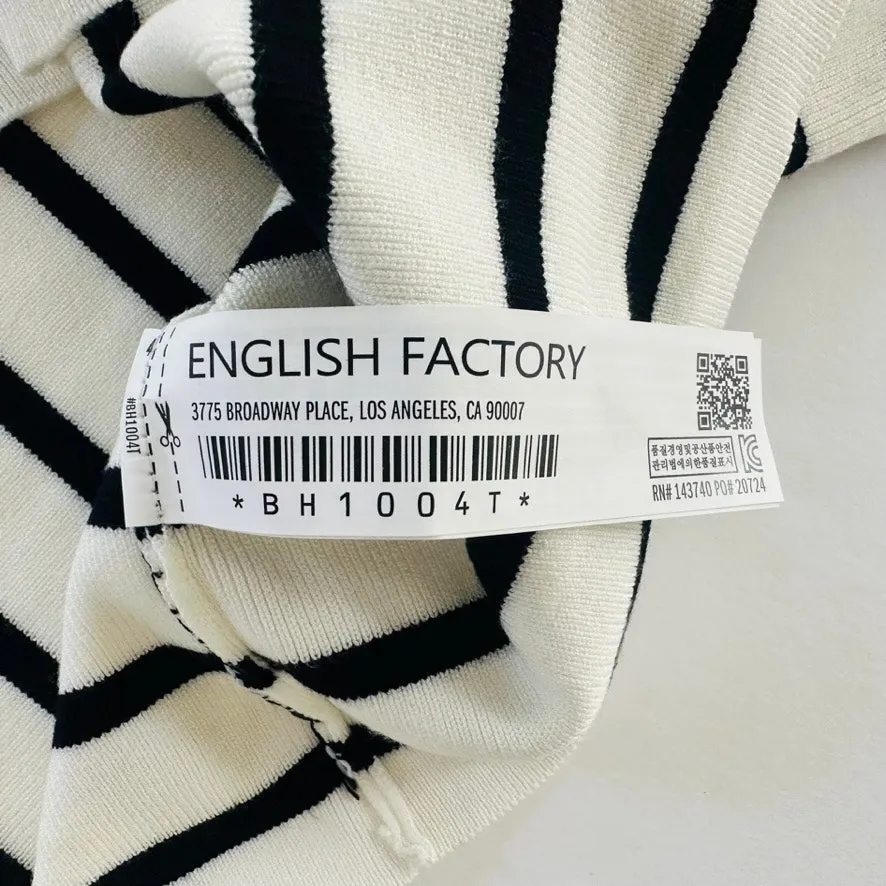 ENGLISH FACTORY
3775 BROADWAY PLACE, LOS ANGELES, CA 90007
*BH1004T*
#BH1004T
품질경영및공산품안전
관리법에의한품질표시
RN# 143740 PO# 20724